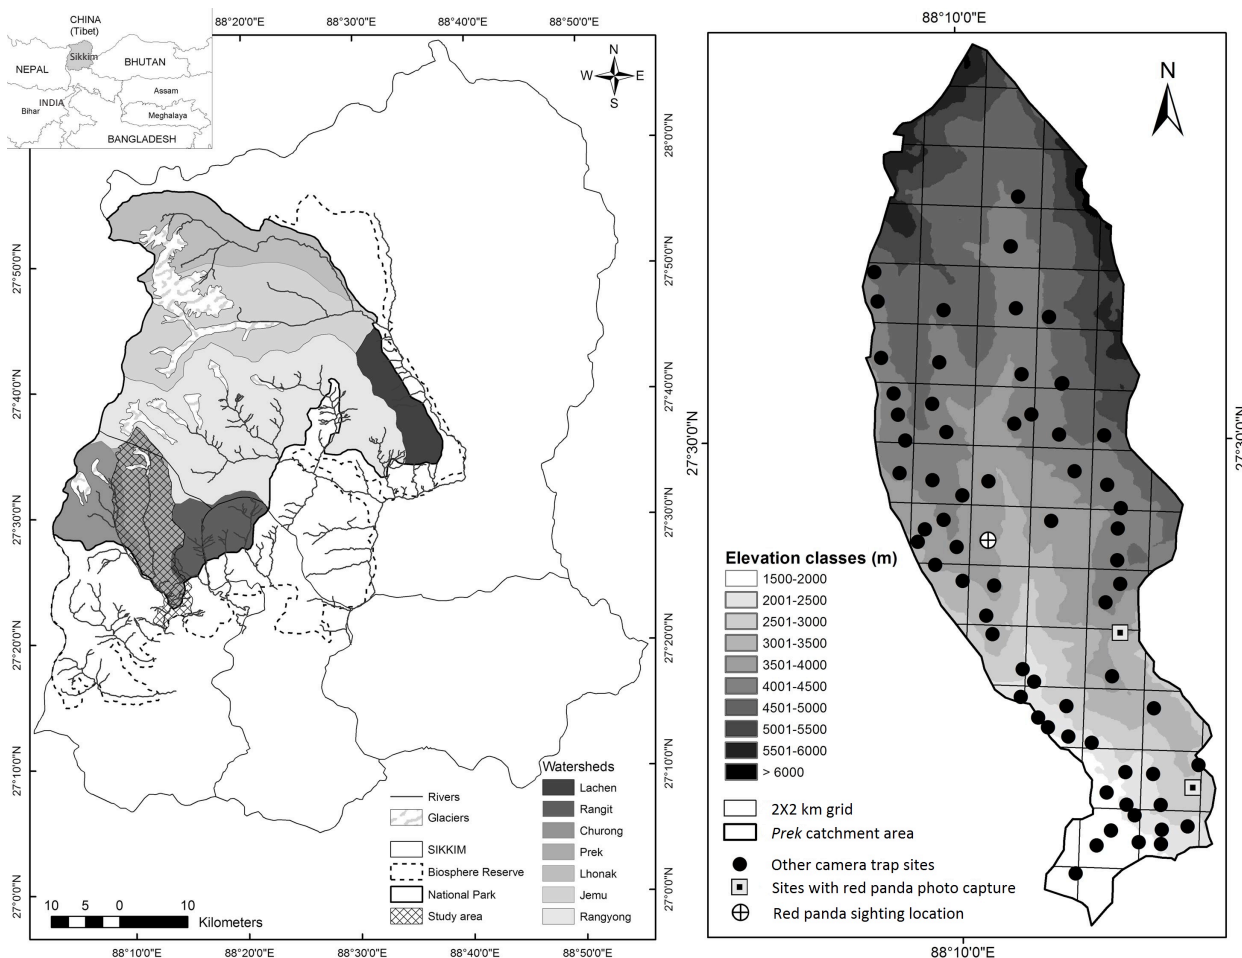 CHINA
(Tibet)
Sikkim
NEPAL
BHUTAN
Assam
INDIA
Bihar
Meghalaya
BANGLADESH
88°20'0"E
88°30'0"E
88°40'0"E
88°50'0"E
N
W
E
S
28°0'0"N
27°50'0"N
27°40'0"N
27°30'0"N
27°20'0"N
27°10'0"N
27°0'0"N
27°50'0"N
27°40'0"N
27°30'0"N
27°20'0"N
27°10'0"N
27°0'0"N
Rivers
Glaciers
SIKKIM
Biosphere Reserve
National Park
Study area
Watersheds
Lachen
Rangit
Churong
Prek
Lhonak
Jemu
Rangyong
10 5 0 10
Kilometers
88°10'0"E
88°20'0"E
88°30'0"E
88°40'0"E
88°50'0"E
88°10'0"E
N
27°30'0"N
Elevation classes (m)
1500-2000
2001-2500
2501-3000
3001-3500
3501-4000
4001-4500
4501-5000
5001-5500
5501-6000
> 6000
2X2 km grid
Prek catchment area
Other camera trap sites
Sites with red panda photo capture
Red panda sighting location
88°10'0"E